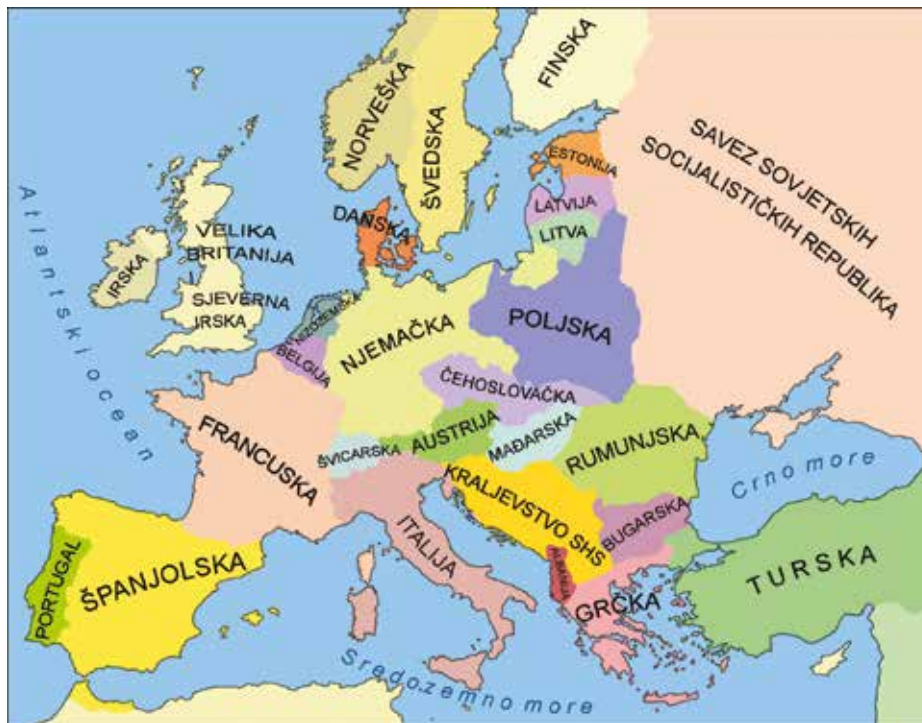 FINSKA
NORVEŠKA
ŠVEDSKA
SAVEZ SOVJETSKIH
SOCIJALISTIČKIH REPUBLIKA
ESTONIJA
LATVIJA
LITVA
DANSKA
VELIKA
BRITANIJA
I
SJEVERNA
IRSKA
IRSKA
Atlantski ocean
NIZOZEMSKA
BELGIJA
NJEMAČKA
POLJSKA
ČEHOSLOVAČKA
FRANCUSKA
ŠVICARSKA
AUSTRIJA
MAĐARSKA
RUMUNJSKA
Crno more
KRALJEVSTVO SHS
ITALIJA
BUGARSKA
ALBANIJA
GRČKA
TURSKA
PORTUGAL
ŠPANJOLSKA
Sredozemno more